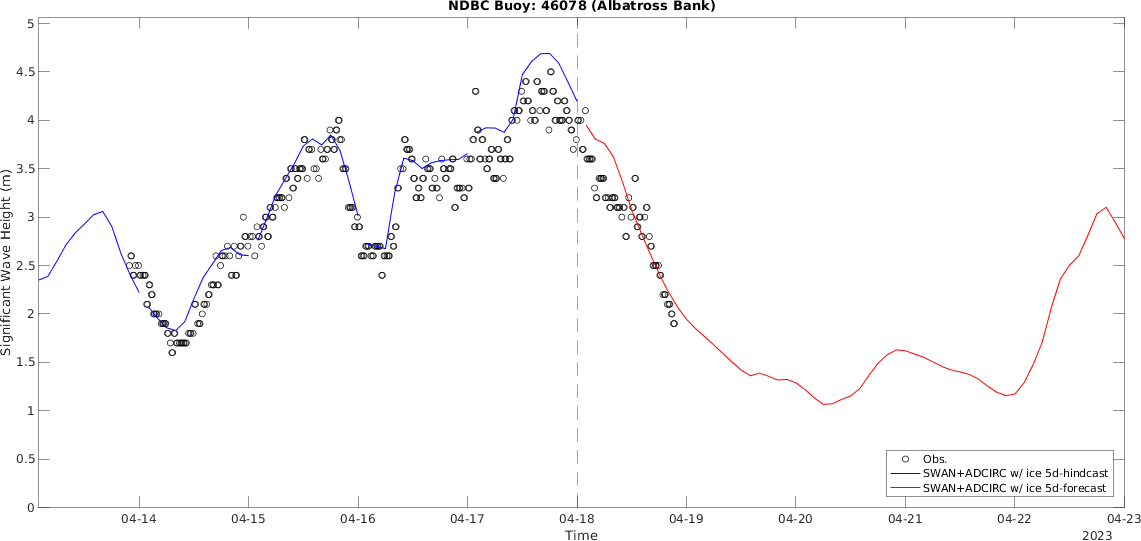 NDBC Buoy: 46078 (Albatross Bank)
5
4.5
4
3.5
3
2.5
2
1.5
1
0.5
0
Significant Wave Height (m)
04-14 04-15 04-16 04-17 04-18 04-19 04-20 04-21 04-22 04-23
Time
2023
Obs.
SWAN+ADCIRC w/ ice 5d-hindcast
SWAN+ADCIRC w/ ice 5d-forecast